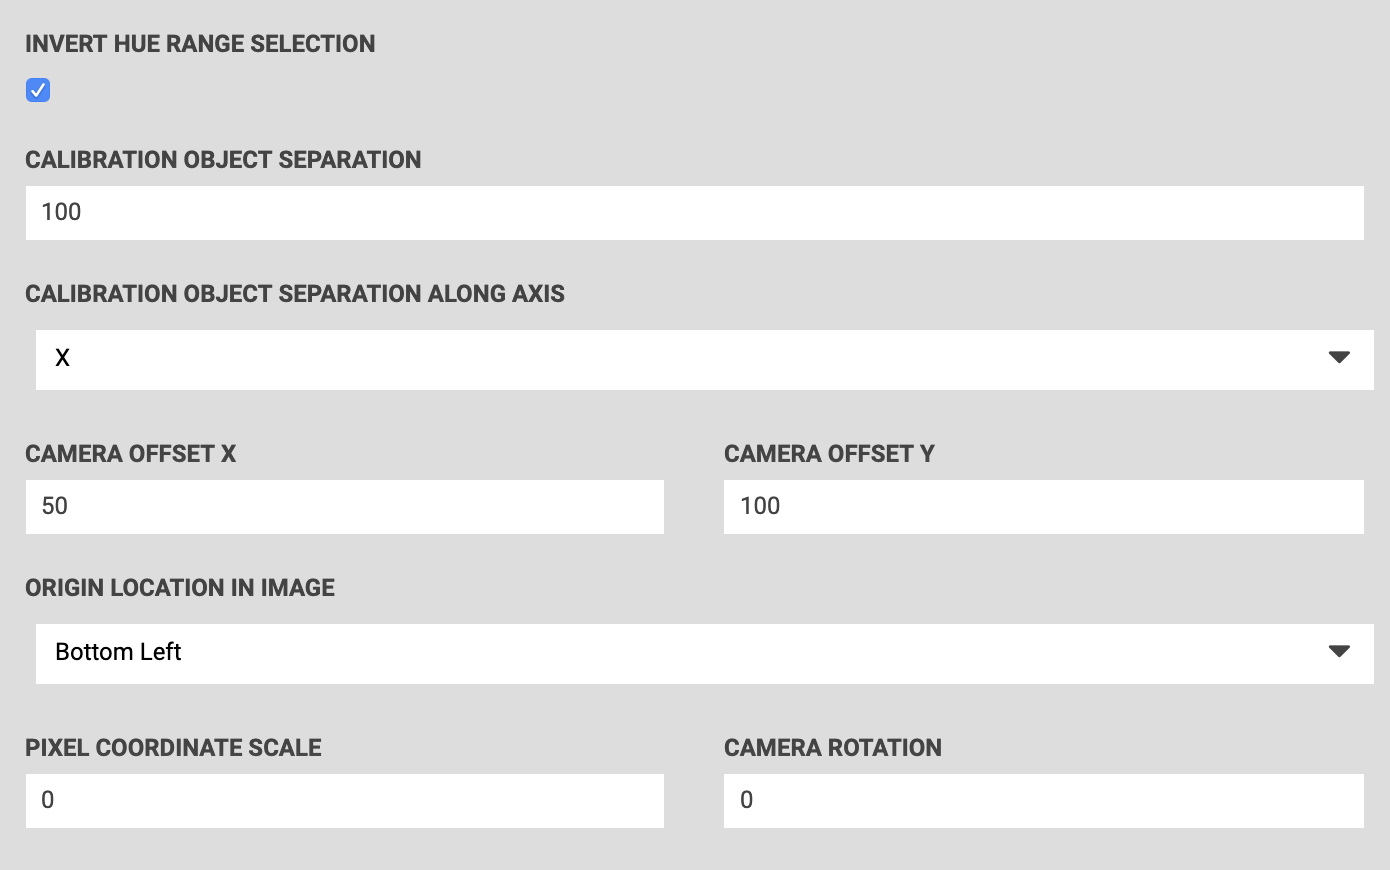 INVERT HUE RANGE SELECTION
CALIBRATION OBJECT SEPARATION
100
CALIBRATION OBJECT SEPARATION ALONG AXIS
X
CAMERA OFFSET X
CAMERA OFFSET Y
50
100
ORIGIN LOCATION IN IMAGE
Bottom Left
PIXEL COORDINATE SCALE
CAMERA ROTATION
0
0